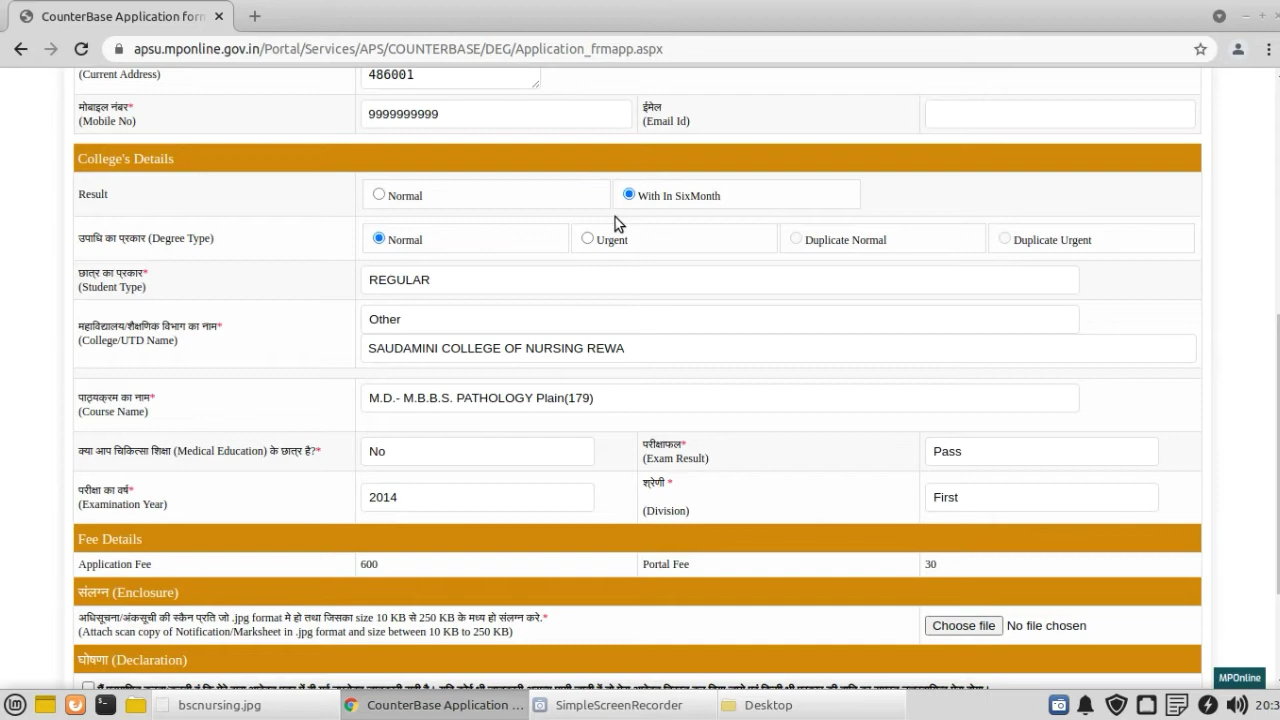 CounterBase Application for
apsu.mponline.gov.in/Portal/Services/APS/COUNTERBASE/DEG/Application_frmapp.aspx
(Current Address)
486001
मोबाइल नंबर*
(Mobile No)
9999999999
ईमेल
(Email Id)
College's Details
Result
Normal
With In SixMonth
उपाधि का प्रकार (Degree Type)
Normal
Urgent
Duplicate Normal
Duplicate Urgent
छात्र का प्रकार*
(Student Type)
REGULAR
महाविद्यालय/शैक्षणिक विभाग का नाम*
(College/UTD Name)
Other
SAUDAMINI COLLEGE OF NURSING REWA
पाठ्यक्रम का नाम*
(Course Name)
M.D.- M.B.B.S. PATHOLOGY Plain(179)
क्या आप चिकित्सा शिक्षा (Medical Education) के छात्र है?*
No
परीक्षाफल*
(Exam Result)
Pass
परीक्षा का वर्ष*
(Examination Year)
2014
श्रेणी *
(Division)
First
Fee Details
Application Fee
600
Portal Fee
30
संलग्न (Enclosure)
अधिसूचना/अंकसूची की स्कैन प्रति जो .jpg format मे हो तथा जिसका size 10 KB से 250 KB के मध्य हो संलग्न करे.*
(Attach scan copy of Notification/Marksheet in .jpg format and size between 10 KB to 250 KB)
Choose file No file chosen
घोषणा (Declaration)
MPOnline
bscnursing.jpg
CounterBase Application ...
SimpleScreenRecorder
Desktop
20:3